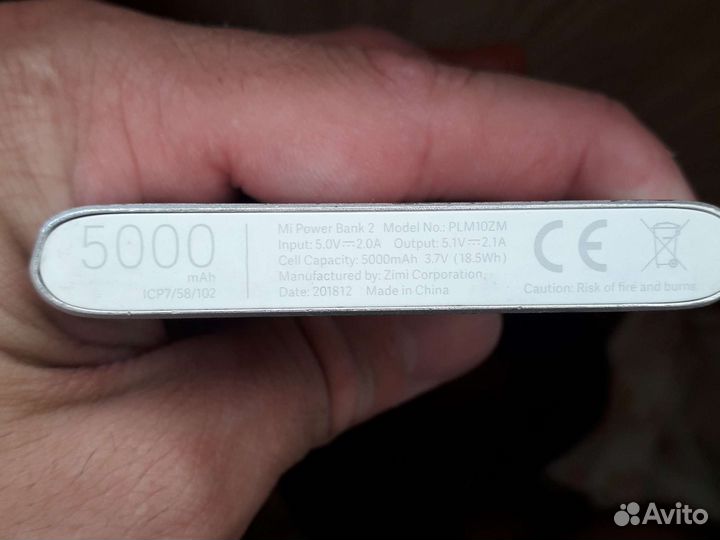 5000
mAh
ICP7/58/102
Mi Power Bank 2 Model No.: PLM10ZM
Input: 5.0V⎓2.0A Output: 5.1V⎓2.1A
Cell Capacity: 5000mAh 3.7V (18.5Wh)
Manufactured by: Zimi Corporation
Date: 201812 Made in China
CE
Caution: Risk of fire and burns
Avito